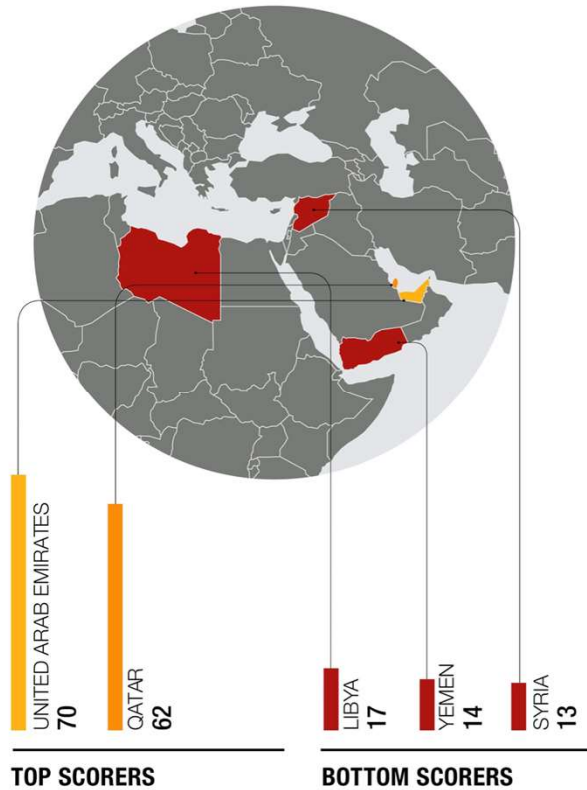 UNITED ARAB EMIRATES
70
QATAR
62
LIBYA
17
YEMEN
14
SYRIA
13
TOP SCORERS
BOTTOM SCORERS